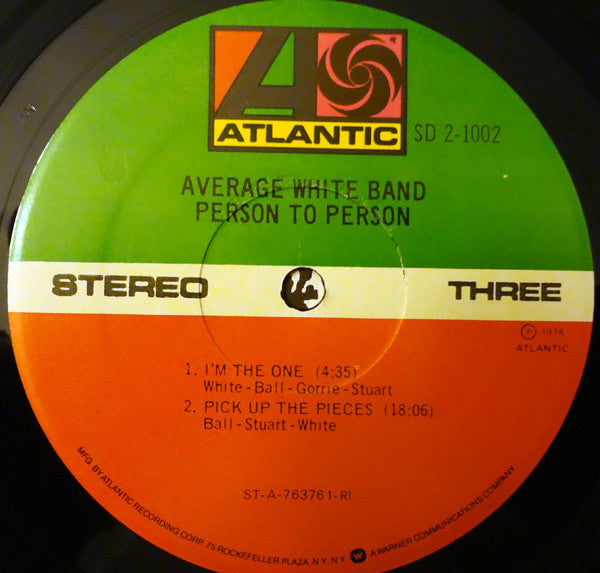 ATLANTIC
SD 2-1002
AVERAGE WHITE BAND
PERSON TO PERSON
STEREO
THREE
℗ 1976
ATLANTIC
1. I'M THE ONE (4:35)
White - Ball - Gorrie - Stuart
2. PICK UP THE PIECES (18:06)
Ball - Stuart - White
ST-A-763761-RI
MFG. BY ATLANTIC RECORDING CORP. 75 ROCKEFELLER PLAZA, N.Y. N.Y. W A WARNER COMMUNICATIONS COMPANY.